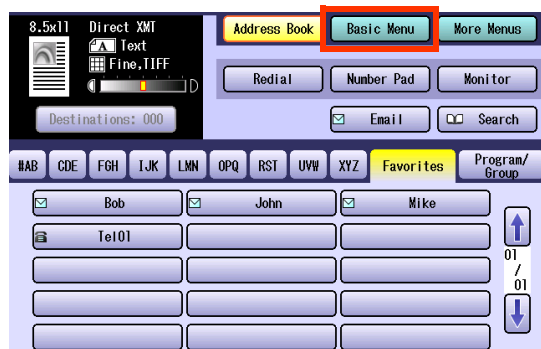 8.5x11 Direct XMT
A Text
Fine,TIFF
D
Destinations: 000
Address Book Basic Menu More Menus
Redial Number Pad Monitor
Email Search
#AB CDE FGH IJK LMN OPQ RST UVW XYZ Favorites Program/
Group
Bob John Mike
Tel01
01
/
01